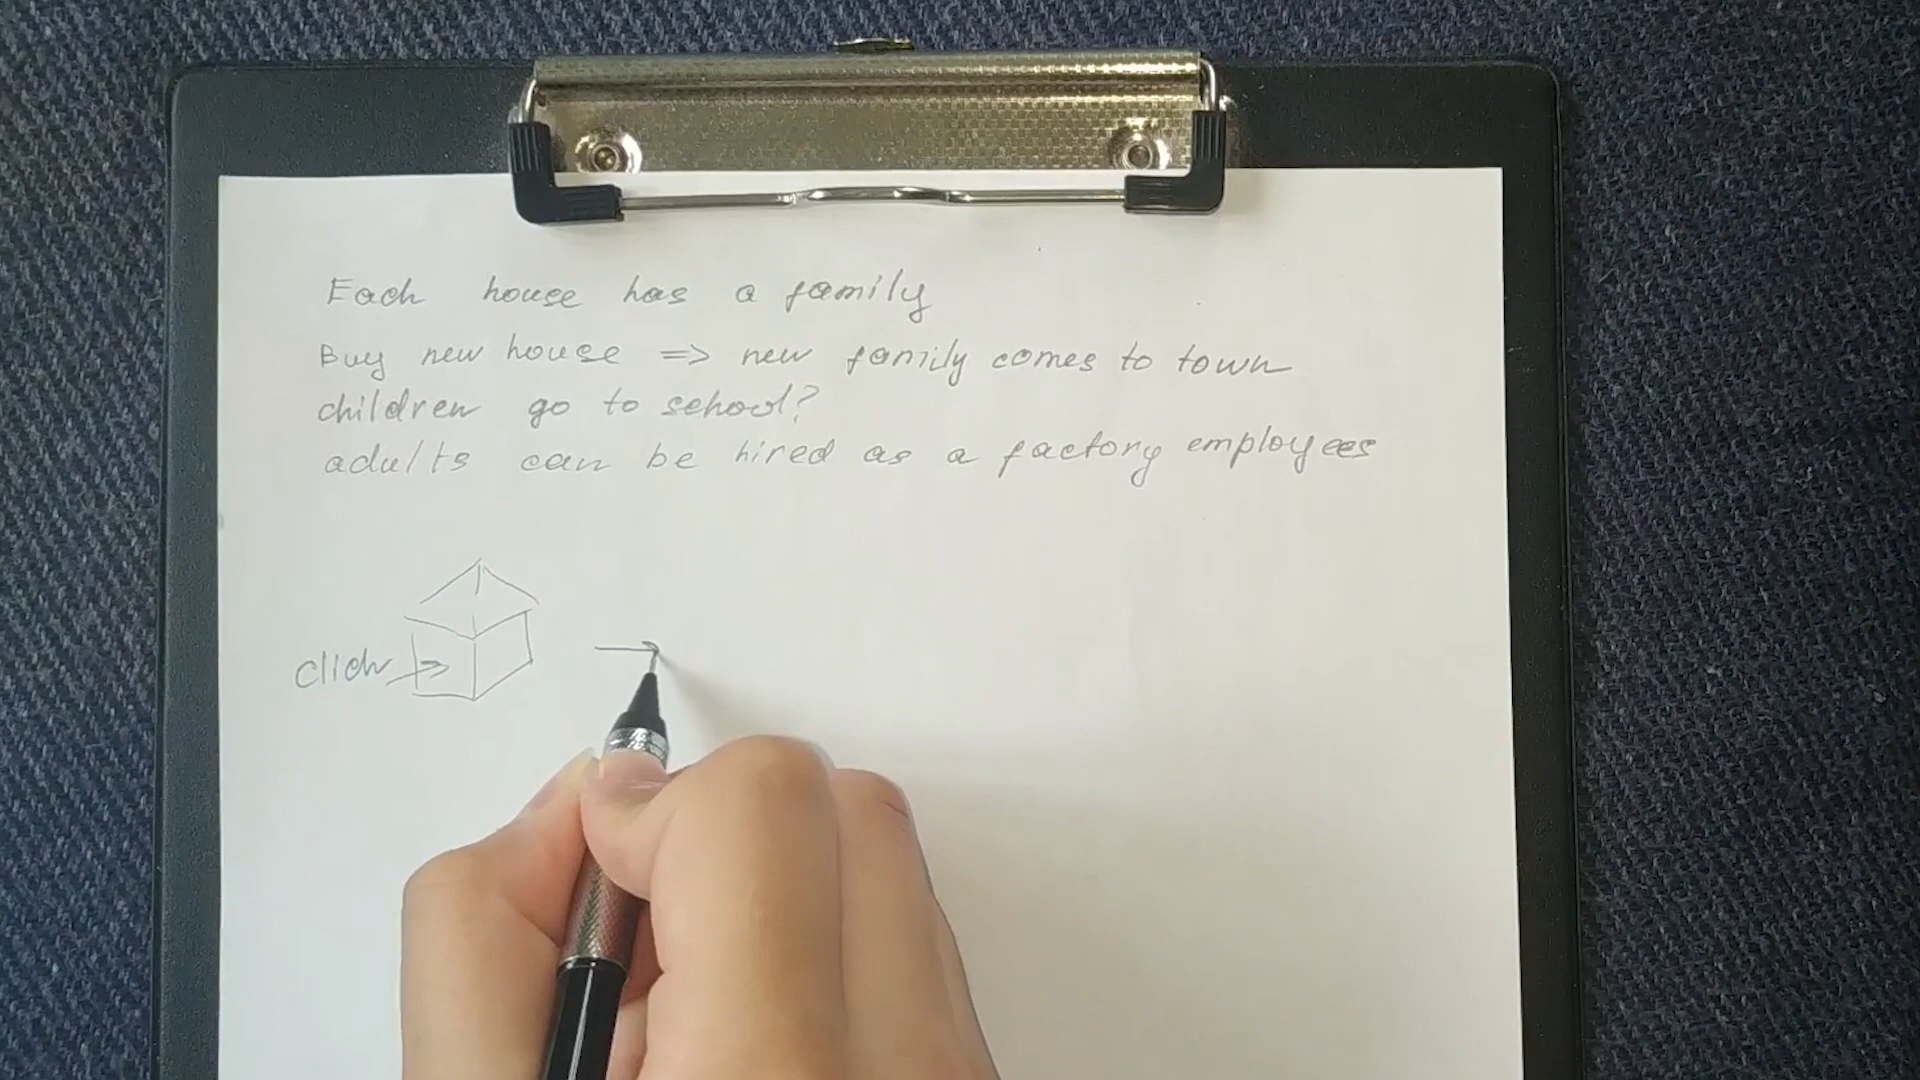 Each house has a family
Buy new house => new family comes to town
children go to school?
adults can be hired as a factory employees
click